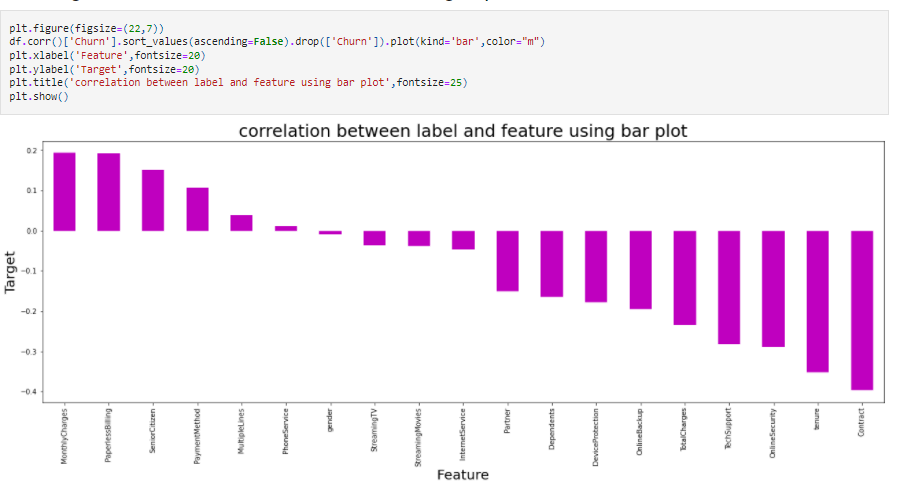 plt.figure(figsize=(22,7))
df.corr()['Churn'].sort_values(ascending=False).drop(['Churn']).plot(kind='bar',color="m")
plt.xlabel('Feature',fontsize=20)
plt.ylabel('Target',fontsize=20)
plt.title('correlation between label and feature using bar plot',fontsize=25)
plt.show()
correlation between label and feature using bar plot
0.2
0.1
0.0
−0.1
−0.2
−0.3
−0.4
Target
MonthlyCharges
PaperlessBilling
SeniorCitizen
PaymentMethod
MultipleLines
PhoneService
gender
StreamingTV
StreamingMovies
InternetService
Partner
Dependents
DeviceProtection
OnlineBackup
TotalCharges
TechSupport
OnlineSecurity
tenure
Contract
Feature